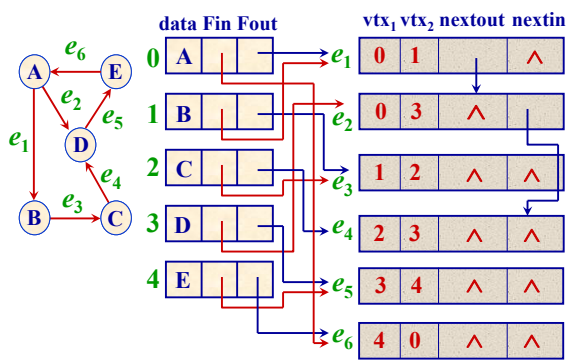 data Fin Fout vtx₁ vtx₂ nextout nextin
e₆
A E
e₂ e₅
e₁ D
e₄
B e₃ C
0 A e₁ 0 1 ∧
1 B e₂ 0 3 ∧
2 C e₃ 1 2 ∧ ∧
3 D e₄ 2 3 ∧ ∧
4 E e₅ 3 4 ∧ ∧
e₆ 4 0 ∧ ∧